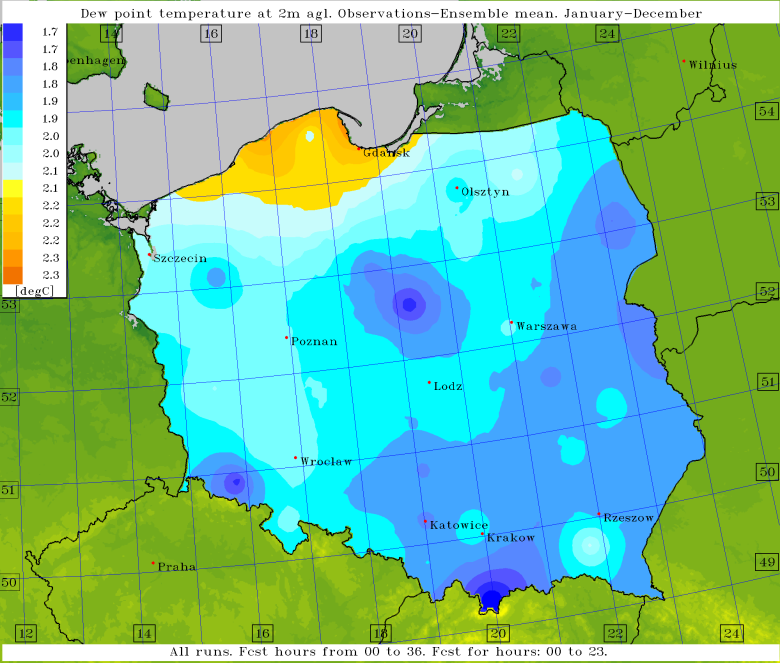 Dew point temperature at 2m agl. Observations-Ensemble mean. January-December
14
16
18
20
22
24
1.7
1.7
1.8
1.8
1.9
1.9
2.0
2.0
2.1
2.1
2.2
2.2
2.3
2.3
2.3
[degC]
enhagen
Wilnius
54
Gdansk
Olsztyn
53
Szczecin
52
53
Warszawa
Poznan
51
Lodz
52
Wroclaw
50
51
Rzeszow
Katowice
Krakow
49
Praha
50
12
14
16
18
20
22
24
All runs. Fcst hours from 00 to 36. Fcst for hours: 00 to 23.